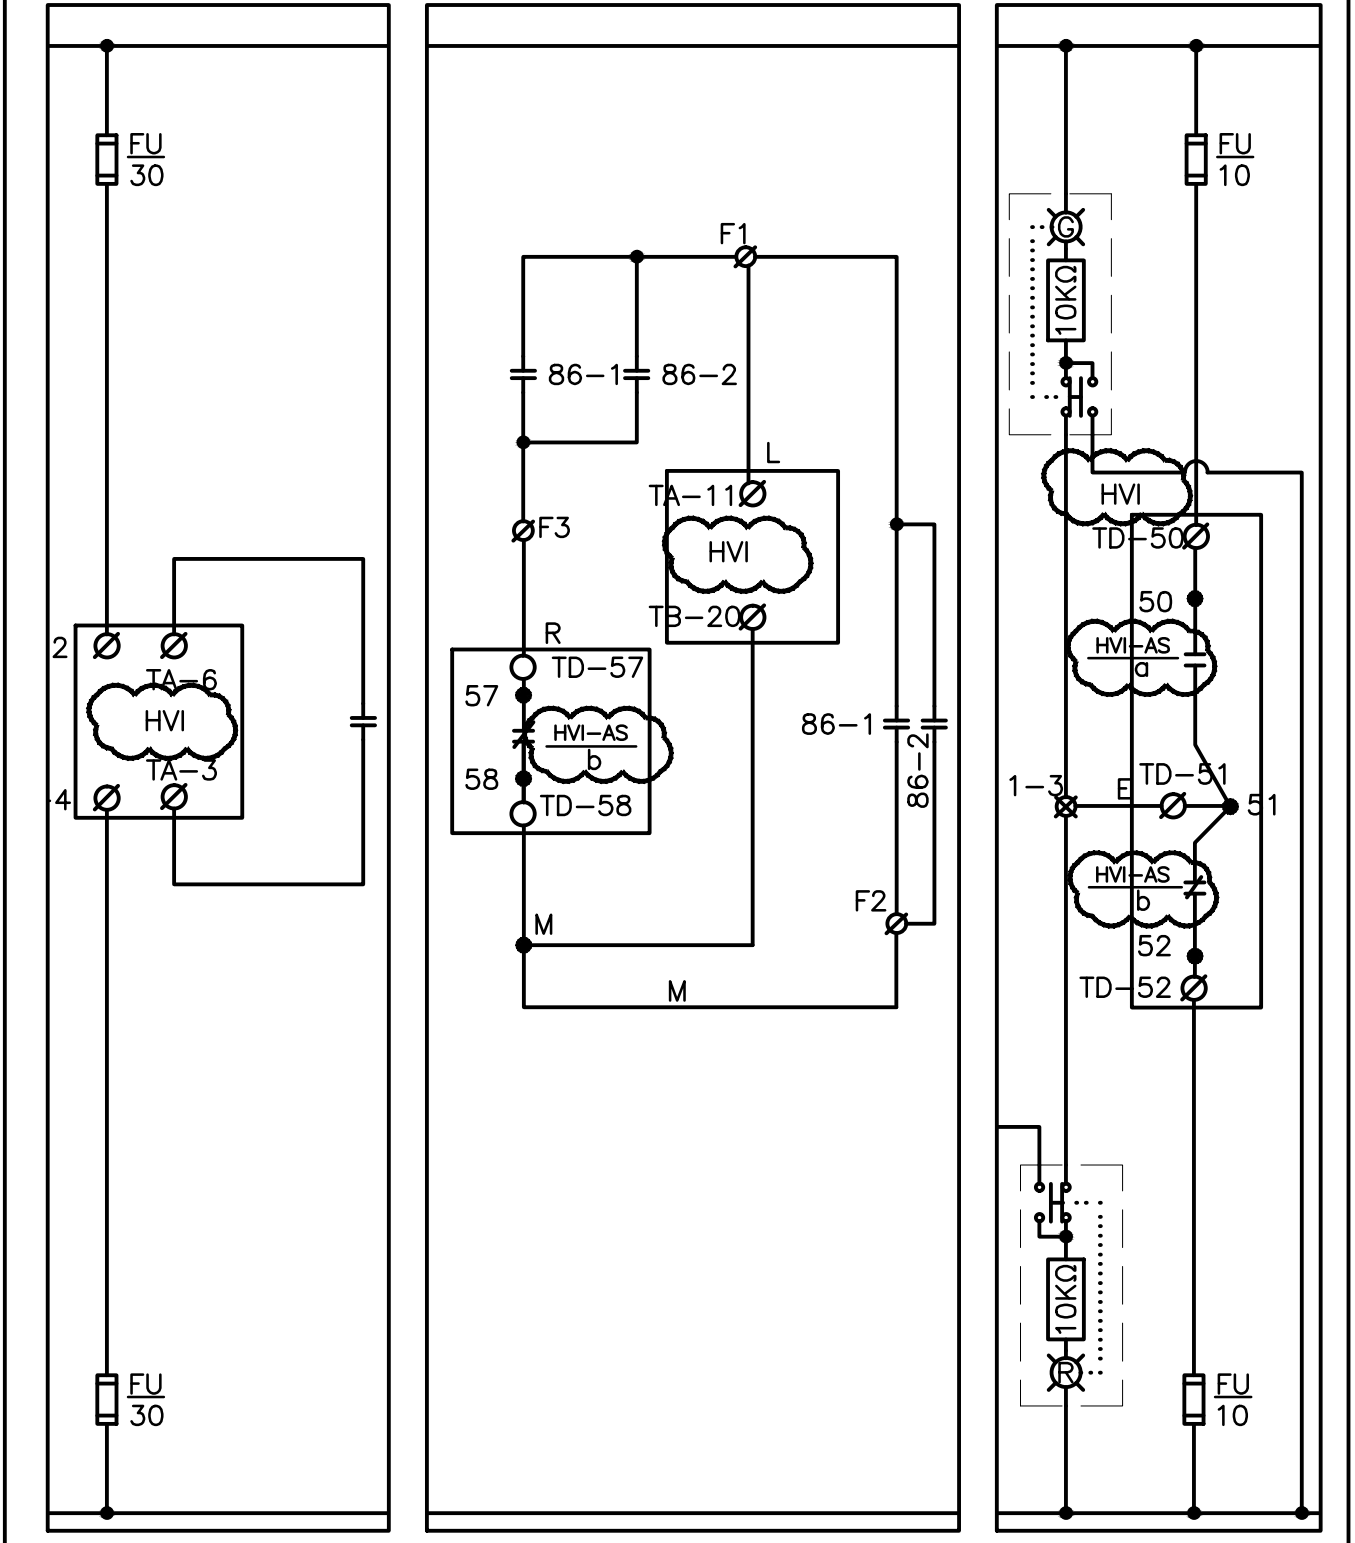 FU
30
2
TA-6
HVI
TA-3
4
FU
30
F1
86-1
86-2
L
TA-11
F3
HVI
TB-20
R
TD-57
57
HVI-AS
b
58
TD-58
86-1
86-2
F2
M
M
FU
10
G
10KΩ
HVI
TD-50
50
HVI-AS
a
TD-51
1-3
E
51
HVI-AS
b
52
TD-52
10KΩ
R
FU
10